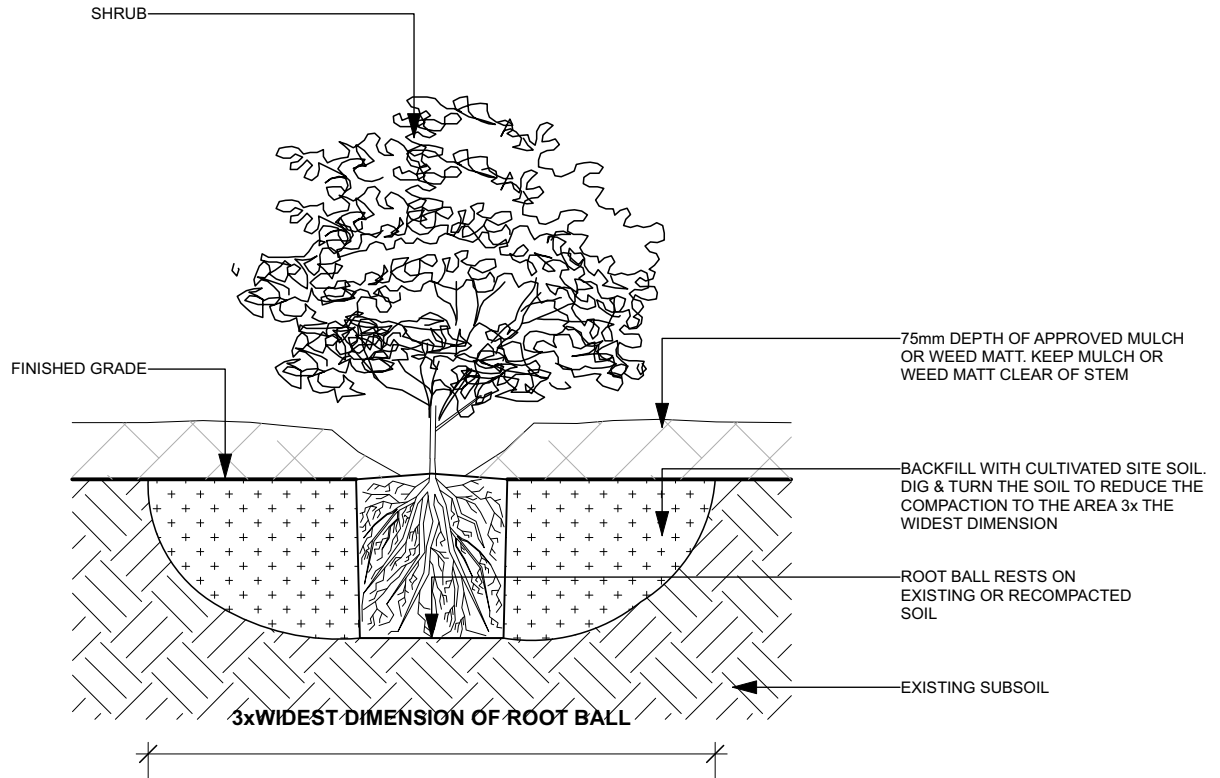 SHRUB
FINISHED GRADE
75mm DEPTH OF APPROVED MULCH
OR WEED MATT. KEEP MULCH OR
WEED MATT CLEAR OF STEM
BACKFILL WITH CULTIVATED SITE SOIL.
DIG & TURN THE SOIL TO REDUCE THE
COMPACTION TO THE AREA 3x THE
WIDEST DIMENSION
ROOT BALL RESTS ON
EXISTING OR RECOMPACTED
SOIL
EXISTING SUBSOIL
3xWIDEST DIMENSION OF ROOT BALL